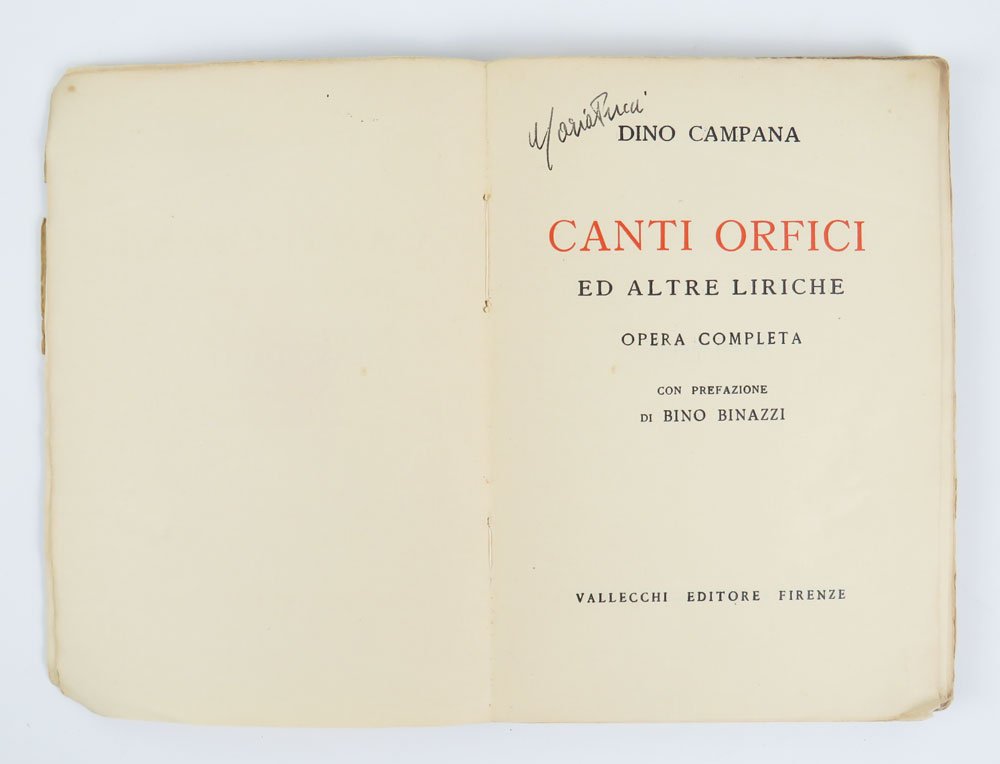 DINO CAMPANA
CANTI ORFICI
ED ALTRE LIRICHE
OPERA COMPLETA
CON PREFAZIONE
DI BINO BINAZZI
VALLECCHI EDITORE FIRENZE